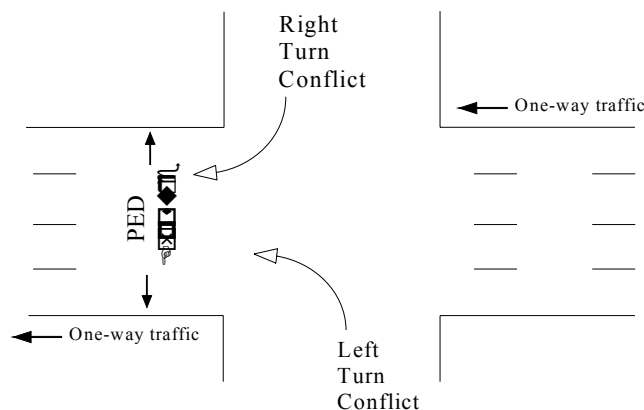 Right
Turn
Conflict
One-way traffic
PED
One-way traffic
Left
Turn
Conflict